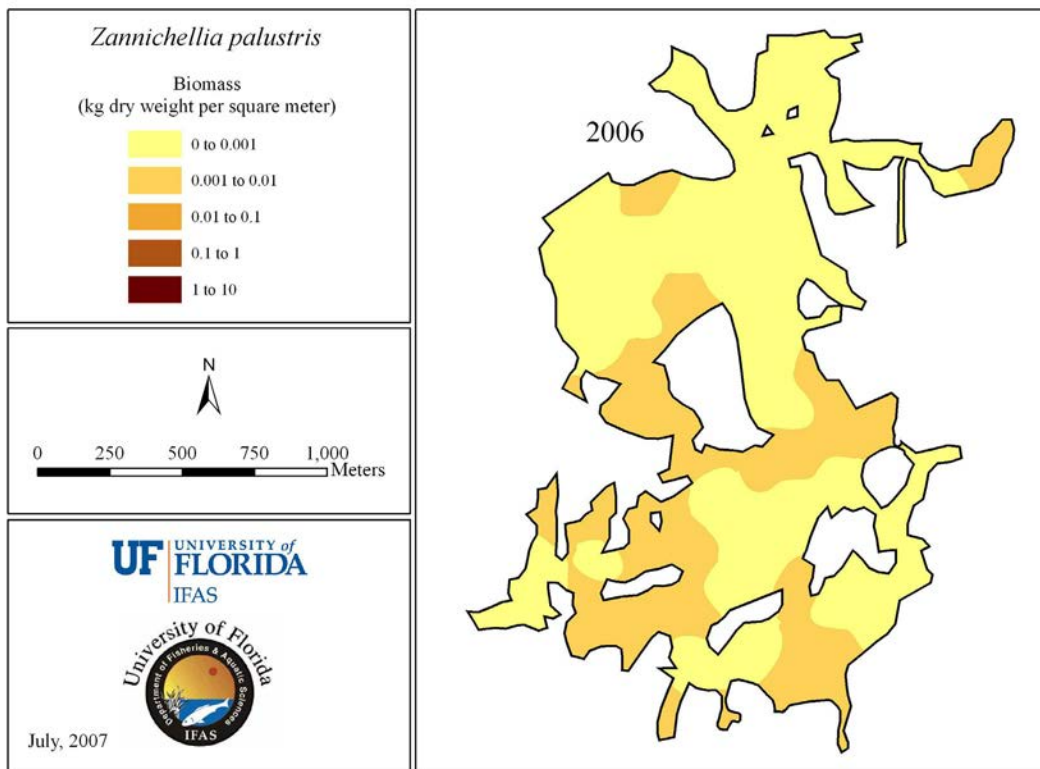 Zannichellia palustris
Biomass
(kg dry weight per square meter)
0 to 0.001
0.001 to 0.01
0.01 to 0.1
0.1 to 1
1 to 10
N
0 250 500 750 1,000
Meters
UF UNIVERSITY of
FLORIDA
IFAS
University of Florida
Department of Fisheries & Aquatic Sciences
IFAS
July, 2007
2006